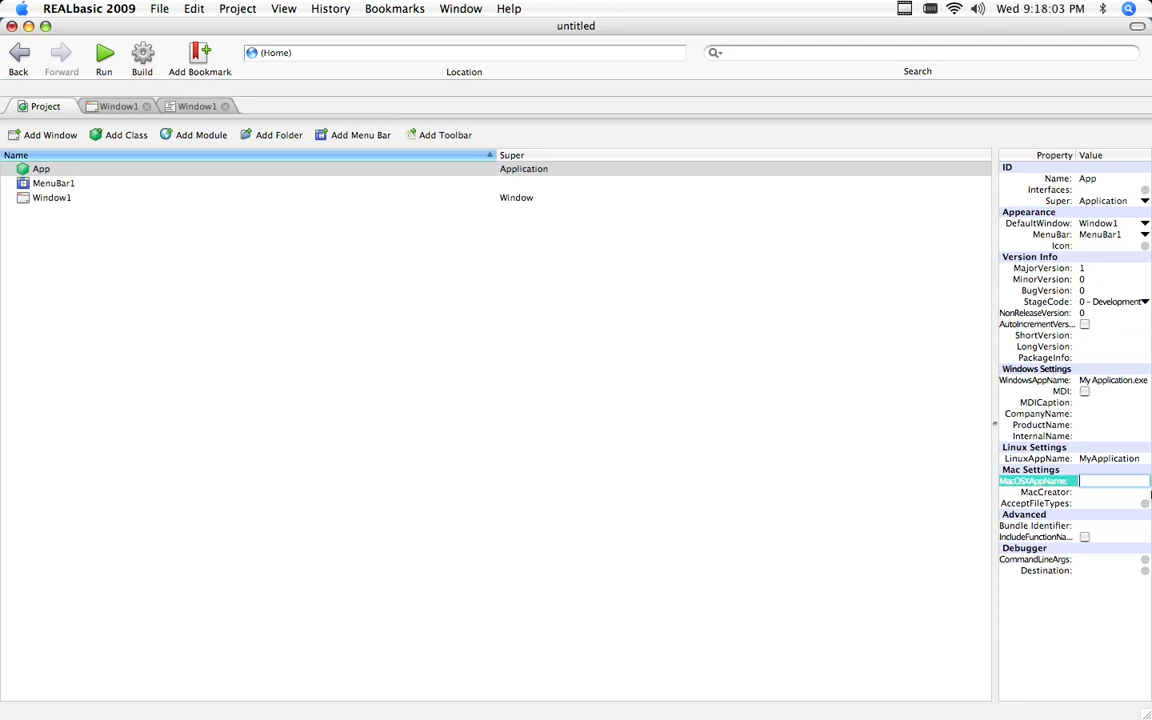 REALbasic 2009 File Edit Project View History Bookmarks Window Help Wed 9:18:03 PM
untitled
(Home)
Back Forward Run Build Add Bookmark Location Search
Project Window1 Window1
Add Window Add Class Add Module Add Folder Add Menu Bar Add Toolbar
Name Super Property Value
App Application
MenuBar1
Window1 Window
ID
Name: App
Interfaces:
Super: Application
Appearance
DefaultWindow: Window1
MenuBar: MenuBar1
Icon:
Version Info
MajorVersion: 1
MinorVersion: 0
BugVersion: 0
StageCode: 0 - Development
NonReleaseVersion: 0
AutoIncrementVers...
ShortVersion:
LongVersion:
PackageInfo:
Windows Settings
WindowsAppName: My Application.exe
MDI:
MDICaption:
CompanyName:
ProductName:
InternalName:
Linux Settings
LinuxAppName: MyApplication
Mac Settings
MacOSXAppName:
MacCreator:
AcceptFileTypes:
Advanced
Bundle Identifier:
IncludeFunctionNa...
Debugger
CommandLineArgs:
Destination: